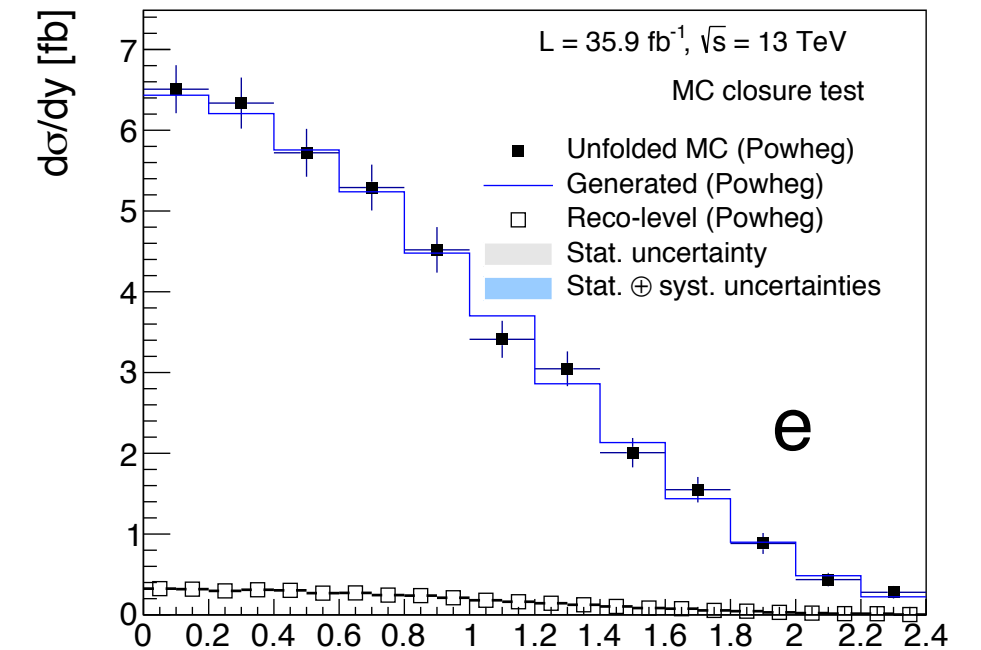 dσ/dy [fb]
L = 35.9 fb⁻¹, √s = 13 TeV
MC closure test
Unfolded MC (Powheg)
Generated (Powheg)
Reco-level (Powheg)
Stat. uncertainty
Stat. ⊕ syst. uncertainties
e
7
6
5
4
3
2
1
0
0 0.2 0.4 0.6 0.8 1 1.2 1.4 1.6 1.8 2 2.2 2.4